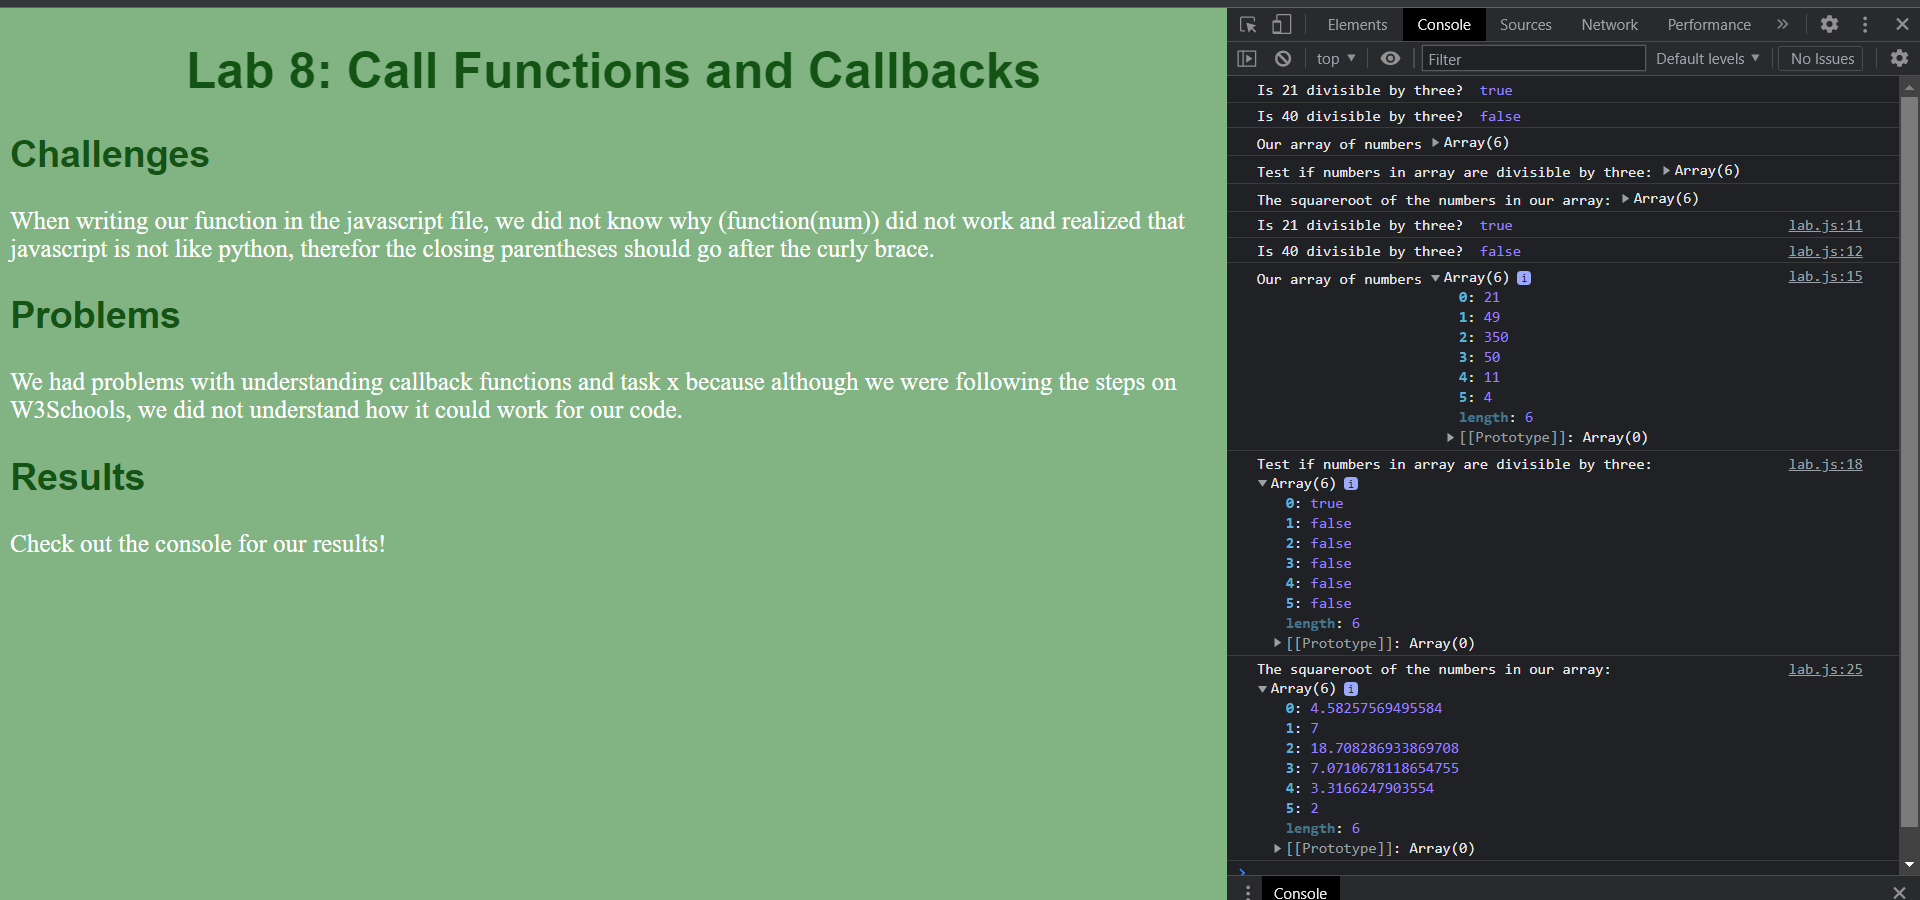 Lab 8: Call Functions and Callbacks
Challenges
When writing our function in the javascript file, we did not know why (function(num)) did not work and realized that
javascript is not like python, therefor the closing parentheses should go after the curly brace.
Problems
We had problems with understanding callback functions and task x because although we were following the steps on
W3Schools, we did not understand how it could work for our code.
Results
Check out the console for our results!
Elements Console Sources Network Performance »
top Filter Default levels No Issues
Is 21 divisible by three? true
Is 40 divisible by three? false
Our array of numbers Array(6)
Test if numbers in array are divisible by three: Array(6)
The squareroot of the numbers in our array: Array(6)
Is 21 divisible by three? true lab.js:11
Is 40 divisible by three? false lab.js:12
Our array of numbers Array(6) i lab.js:15
0: 21
1: 49
2: 350
3: 50
4: 11
5: 4
length: 6
[[Prototype]]: Array(0)
Test if numbers in array are divisible by three: lab.js:18
Array(6) i
0: true
1: false
2: false
3: false
4: false
5: false
length: 6
[[Prototype]]: Array(0)
The squareroot of the numbers in our array: lab.js:25
Array(6) i
0: 4.58257569495584
1: 7
2: 18.708286933869708
3: 7.0710678118654755
4: 3.3166247903554
5: 2
length: 6
[[Prototype]]: Array(0)
Console